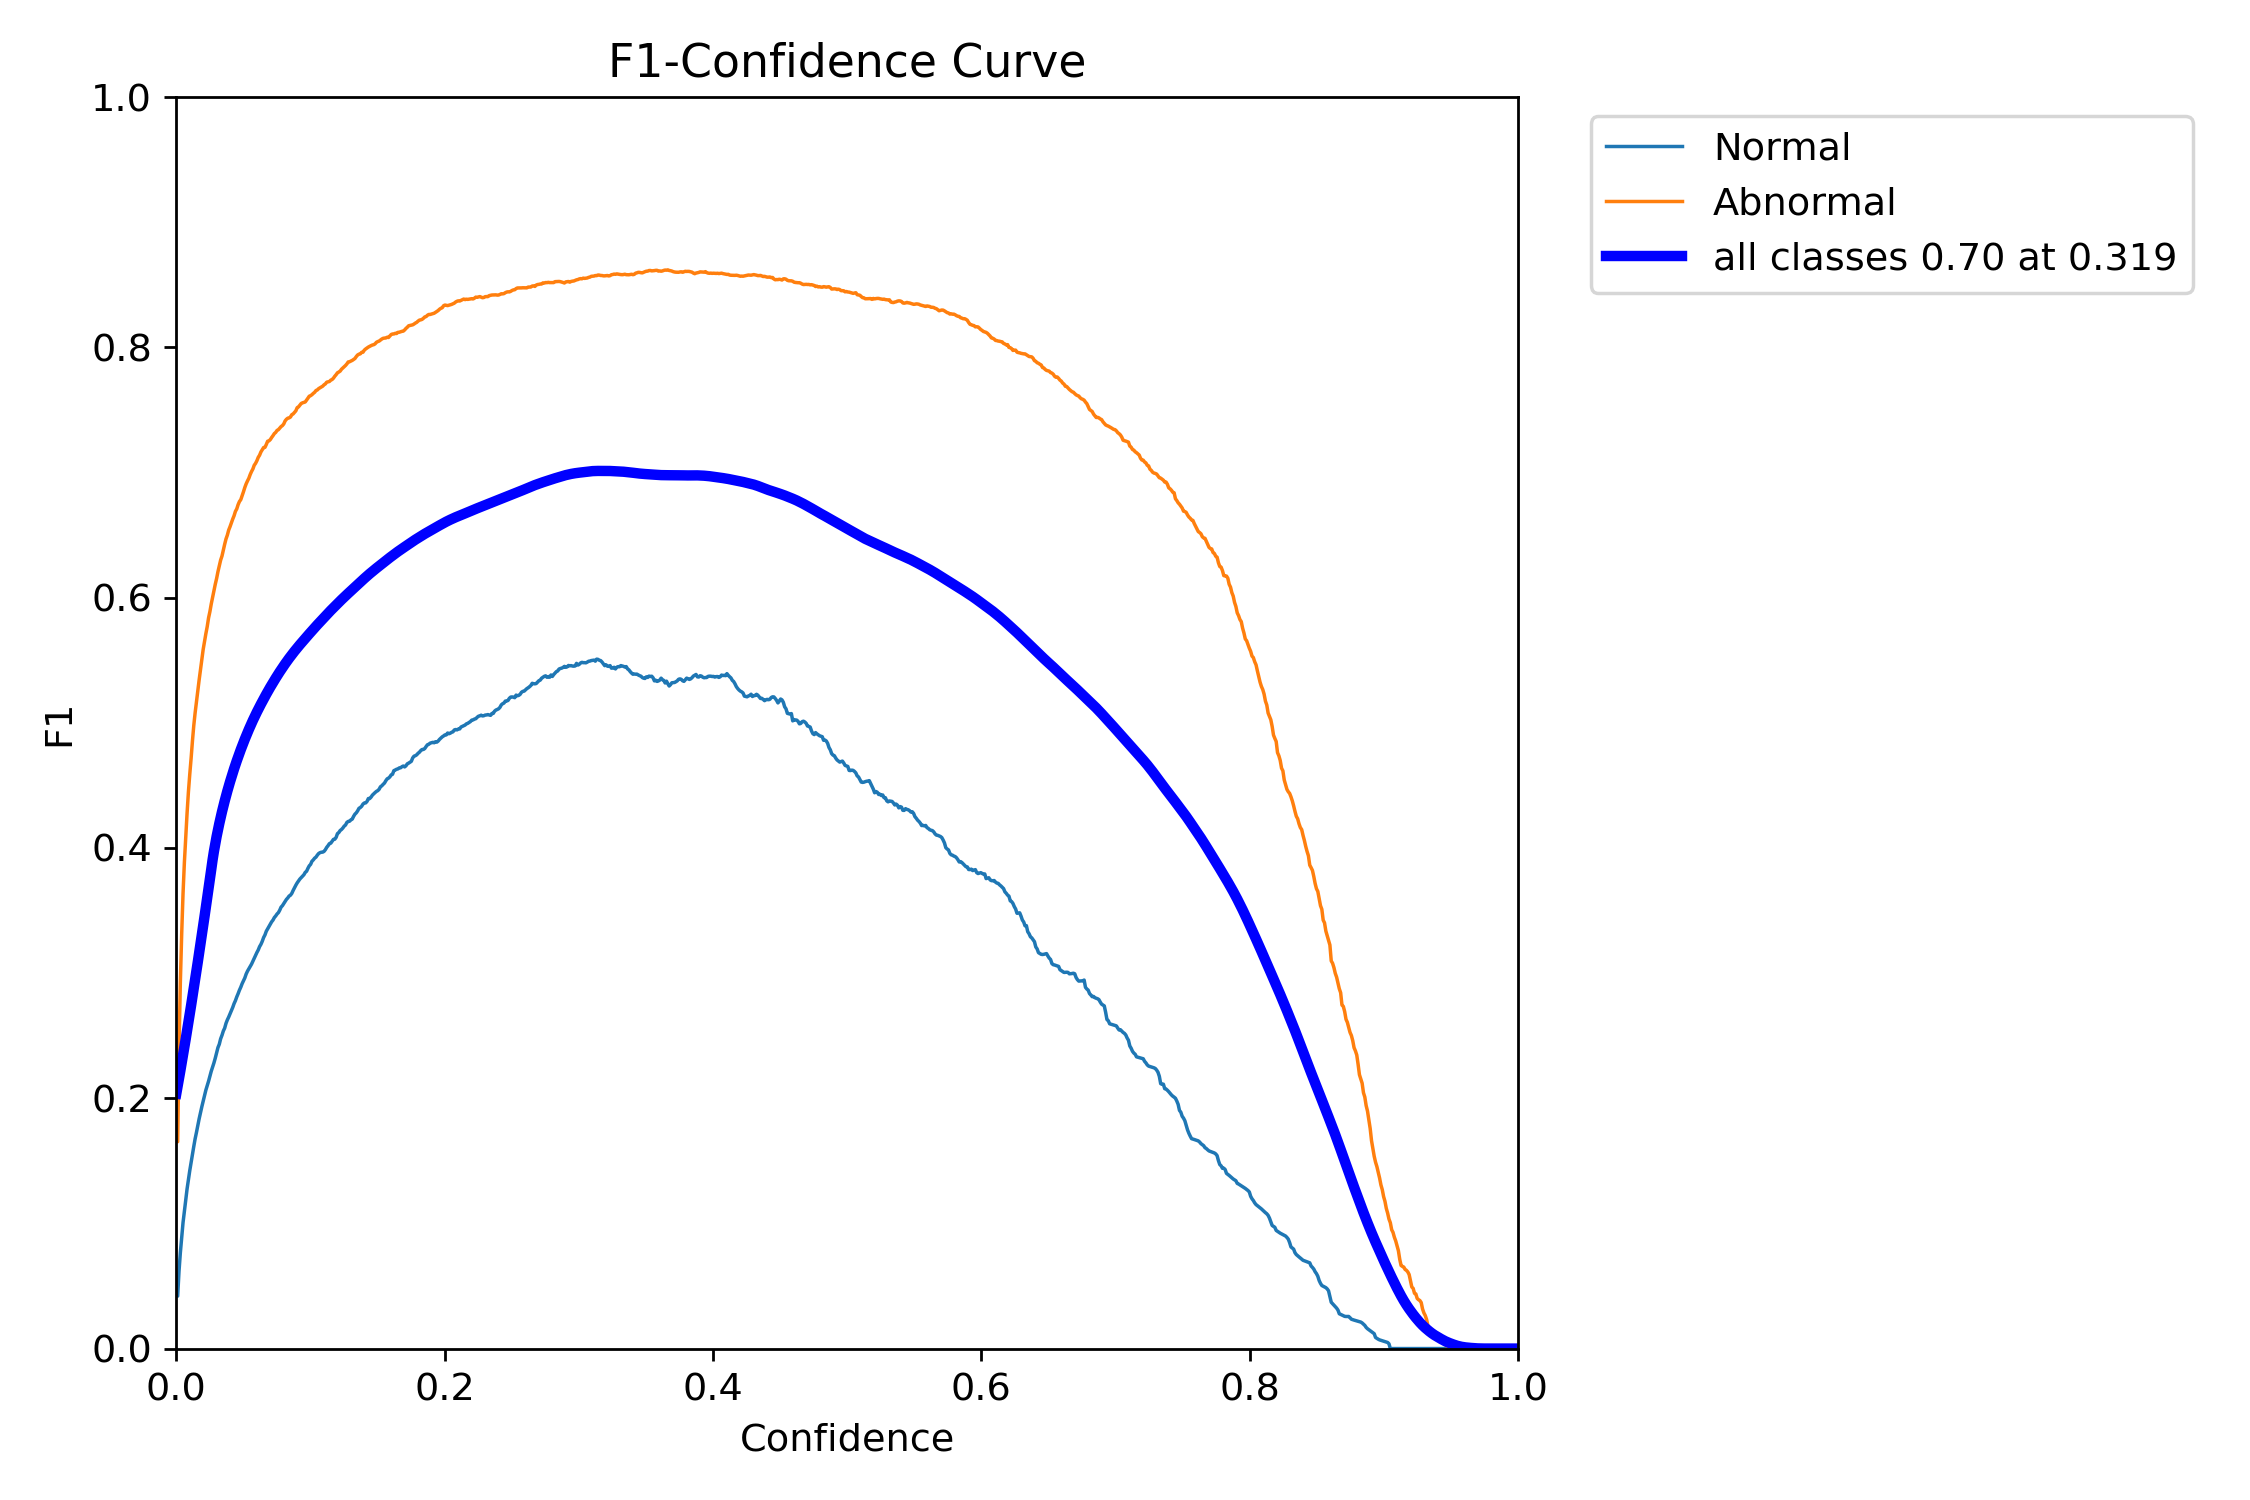 F1-Confidence Curve
1.0
0.8
0.6
0.4
0.2
0.0
F1
0.0 0.2 0.4 0.6 0.8 1.0
Confidence
Normal
Abnormal
all classes 0.70 at 0.319